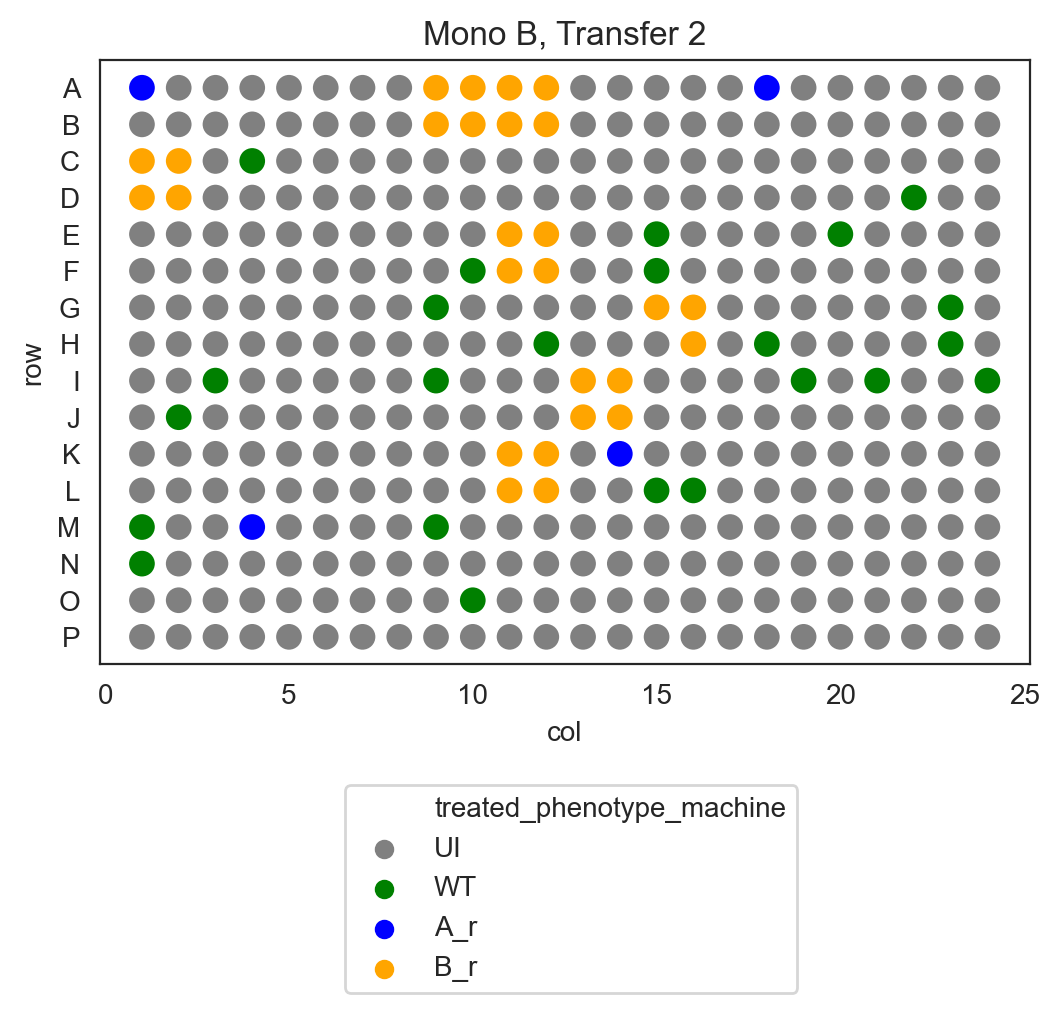 Mono B, Transfer 2
A
B
C
D
E
F
G
H
I
J
K
L
M
N
O
P
row
0 5 10 15 20 25
col
treated_phenotype_machine
UI
WT
A_r
B_r